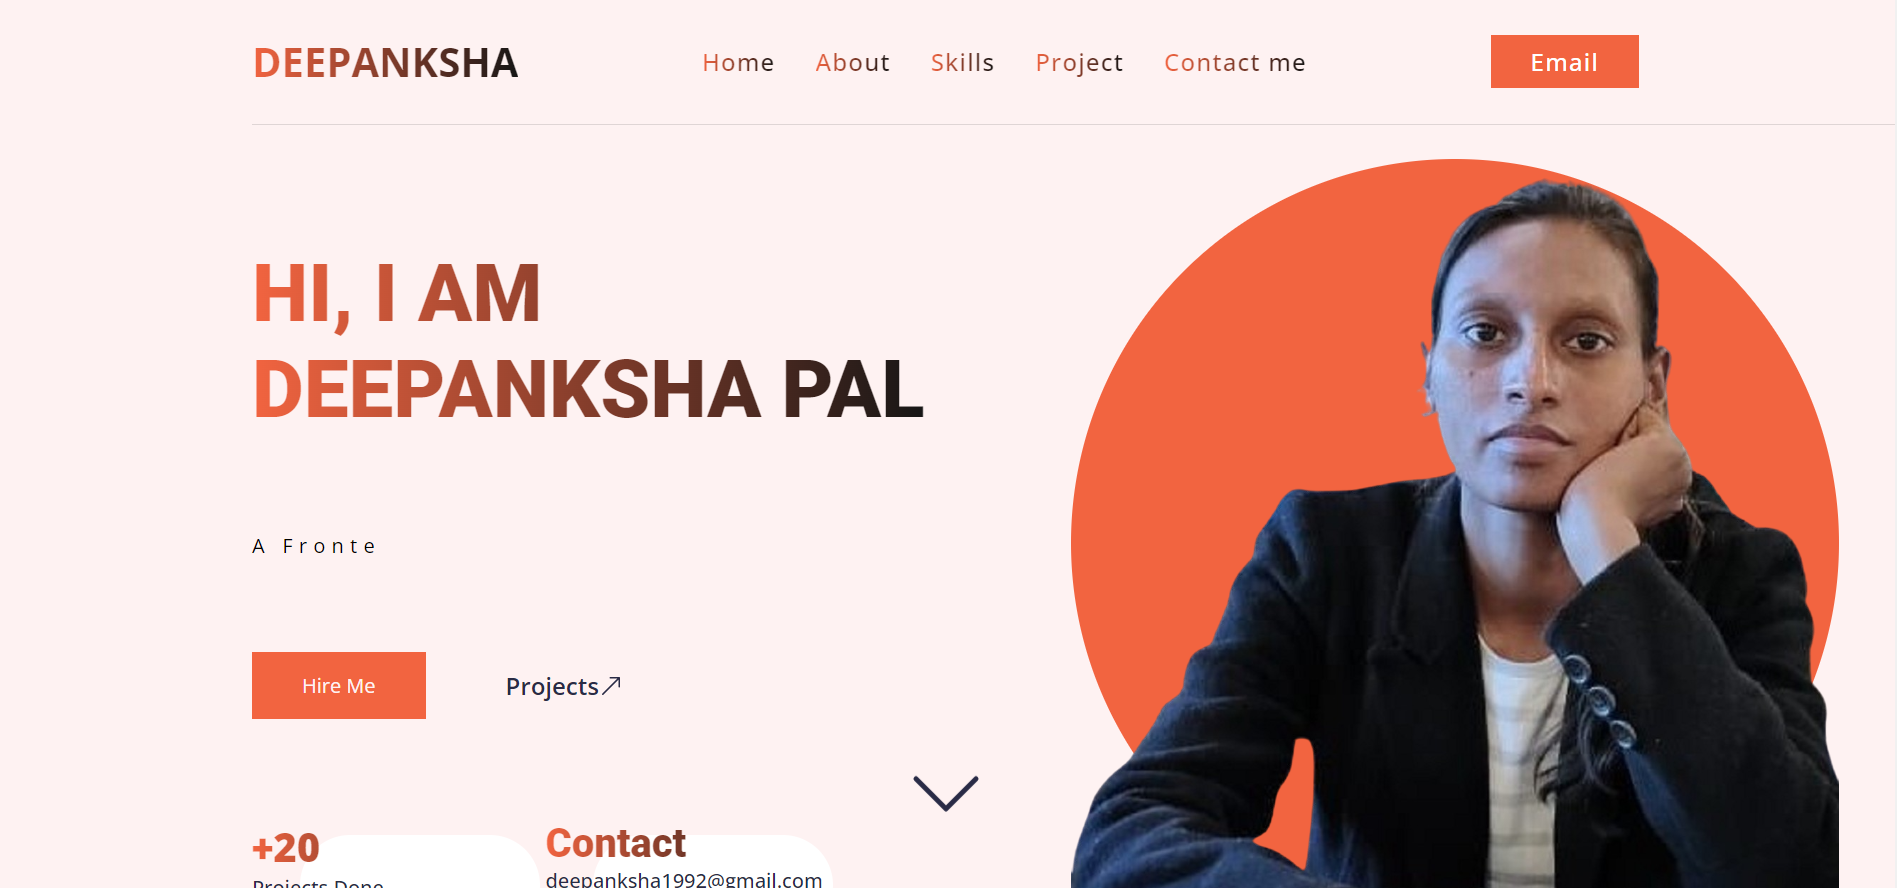 DEEPANKSHA
Home About Skills Project Contact me
Email
HI, I AM
DEEPANKSHA PAL
A Fronte
Hire Me
Projects
+20
Projects Done
Contact
deepanksha1992@gmail.com